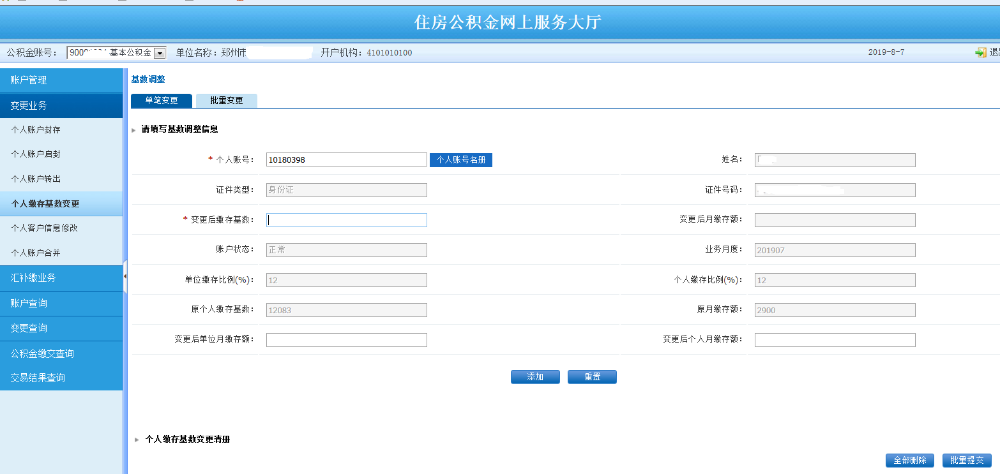 住房公积金网上服务大厅
公积金账号： 9000 基本公积金 单位名称：郑州市 开户机构：4101010100 2019-8-7 退
账户管理
变更业务
个人账户封存
个人账户启封
个人账户转出
个人缴存基数变更
个人客户信息修改
个人账户合并
汇补缴业务
账户查询
变更查询
公积金缴交查询
交易结果查询
基数调整
单笔变更 批量变更
请填写基数调整信息
* 个人账号： 10180398 个人账号名册 姓名：
证件类型： 身份证 证件号码：
* 变更后缴存基数： 变更后月缴存额：
账户状态： 正常 业务月度： 201907
单位缴存比例(%)： 12 个人缴存比例(%)： 12
原个人缴存基数： 12083 原月缴存额： 2900
变更后单位月缴存额： 变更后个人月缴存额：
添加 重置
个人缴存基数变更清册
全部删除 批量提交